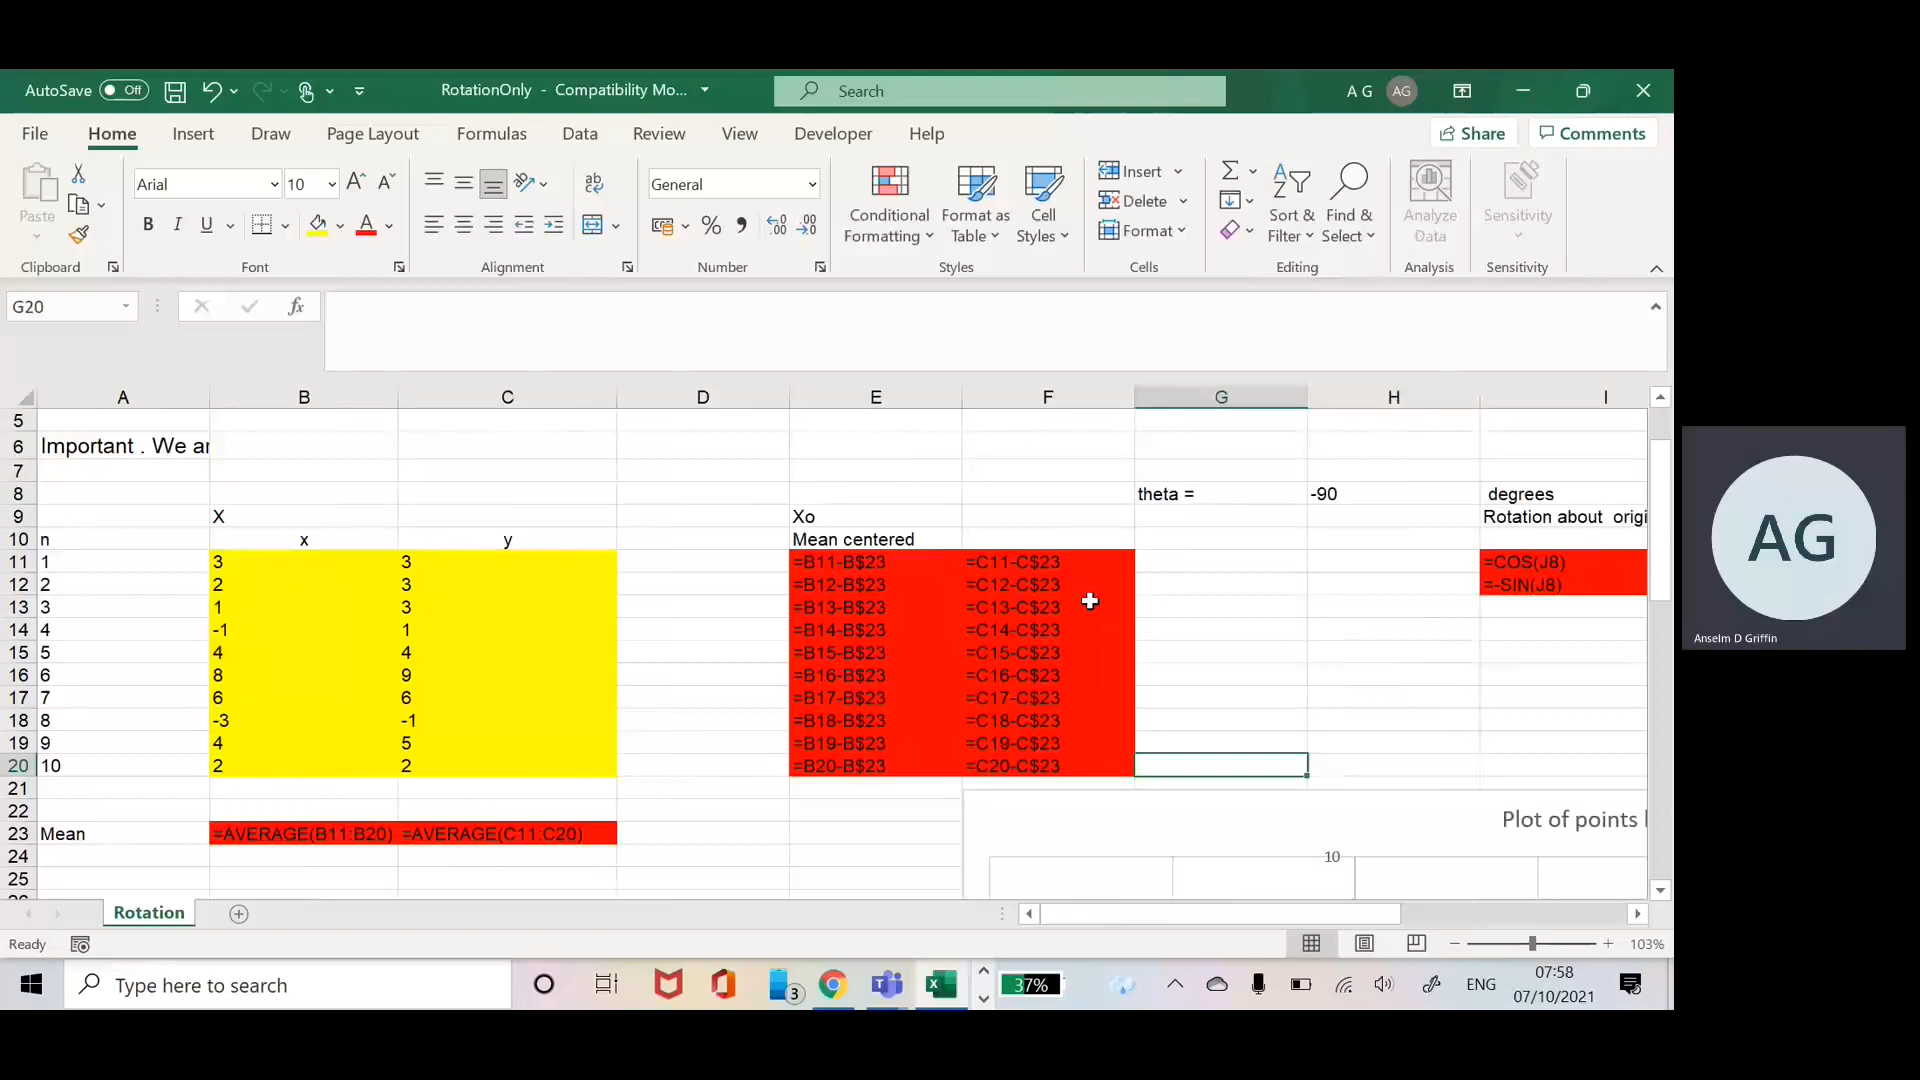 AutoSave Off RotationOnly - Compatibility Mo... Search A G AG
File Home Insert Draw Page Layout Formulas Data Review View Developer Help Share Comments
Paste Arial 10 General Conditional Formatting Format as Table Cell Styles Insert Delete Format Sort & Filter Find & Select Analyze Data Sensitivity
Clipboard Font Alignment Number Styles Cells Editing Analysis Sensitivity
G20 fx
A B C D E F G H I
5
6 Important . We ar
7
8 theta = -90 degrees
9 X Xo Rotation about origi
10 n x y Mean centered
11 1 3 3 =B11-B$23 =C11-C$23 =COS(J8)
12 2 2 3 =B12-B$23 =C12-C$23 =-SIN(J8)
13 3 1 3 =B13-B$23 =C13-C$23
14 4 -1 1 =B14-B$23 =C14-C$23
15 5 4 4 =B15-B$23 =C15-C$23
16 6 8 9 =B16-B$23 =C16-C$23
17 7 6 6 =B17-B$23 =C17-C$23
18 8 -3 -1 =B18-B$23 =C18-C$23
19 9 4 5 =B19-B$23 =C19-C$23
20 10 2 2 =B20-B$23 =C20-C$23
21
22 Plot of points
23 Mean =AVERAGE(B11:B20) =AVERAGE(C11:C20)
24 10
25
Rotation
Ready 103%
Type here to search 3 37% ENG 07:58
07/10/2021
AG
Anselm D Griffin